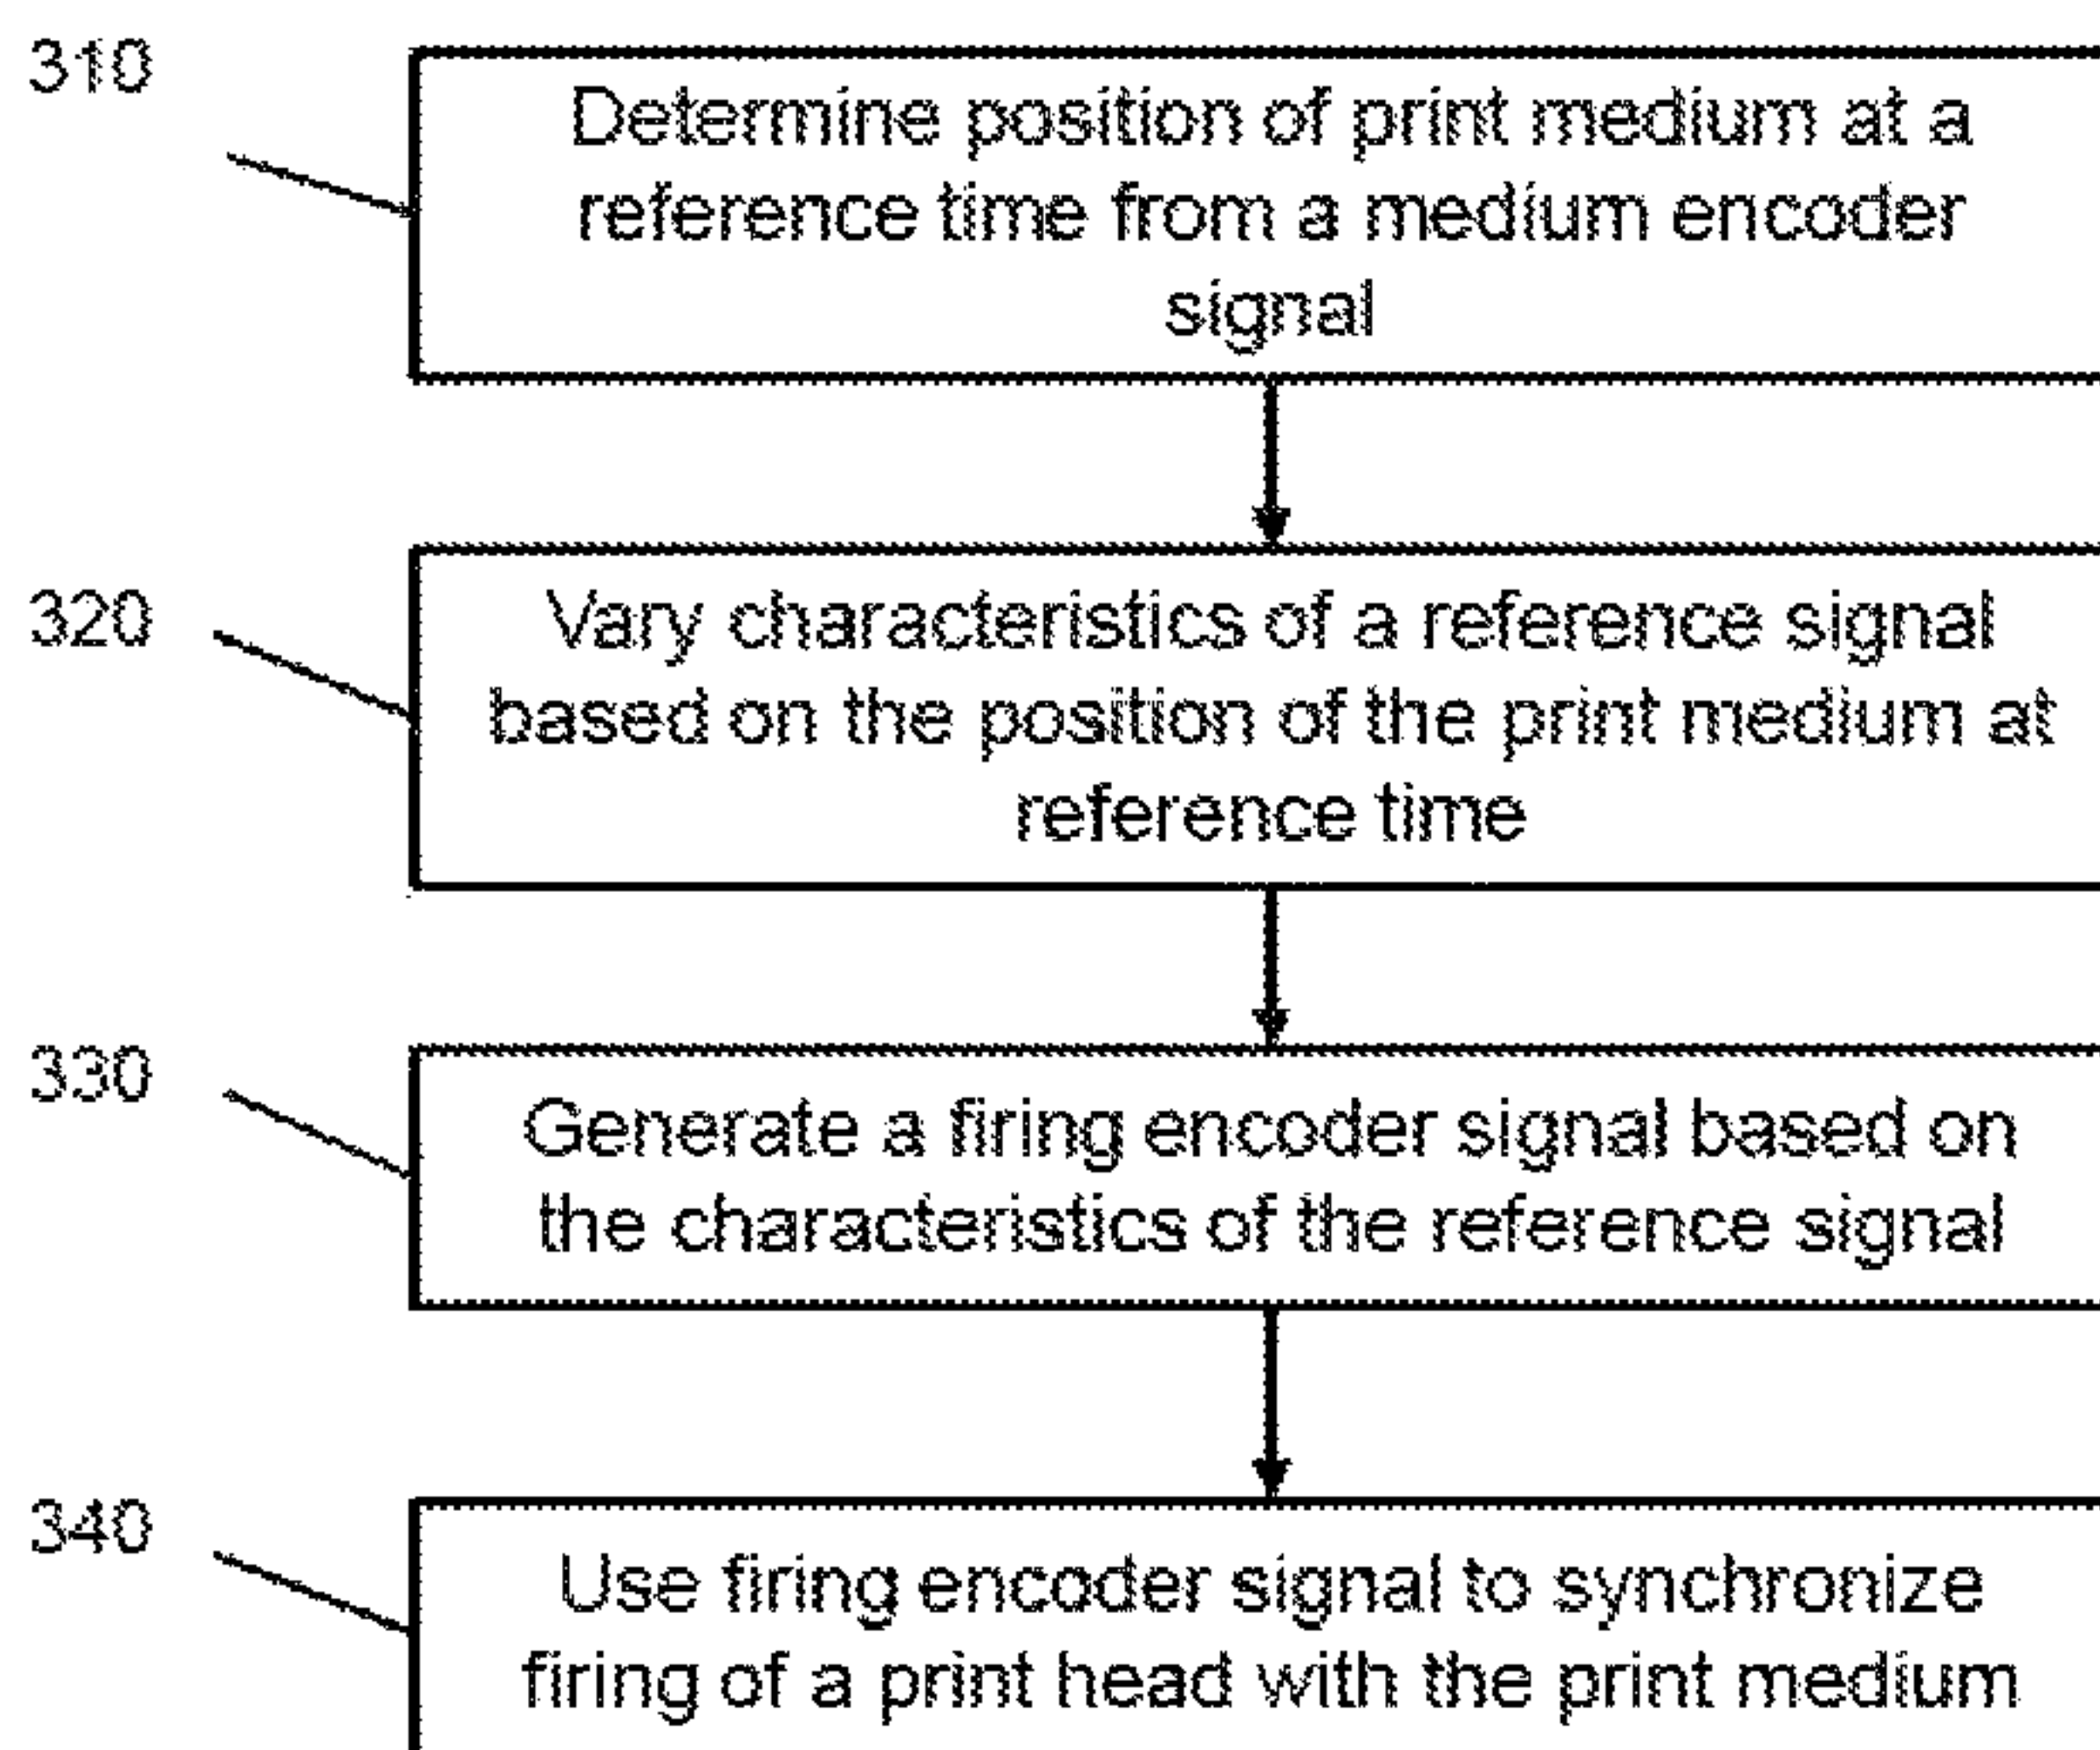 310
Determine position of print medium at a
reference time from a medium encoder
signal
320
Vary characteristics of a reference signal
based on the position of the print medium at
reference time
330
Generate a firing encoder signal based on
the characteristics of the reference signal
340
Use firing encoder signal to synchronize
firing of a print head with the print medium